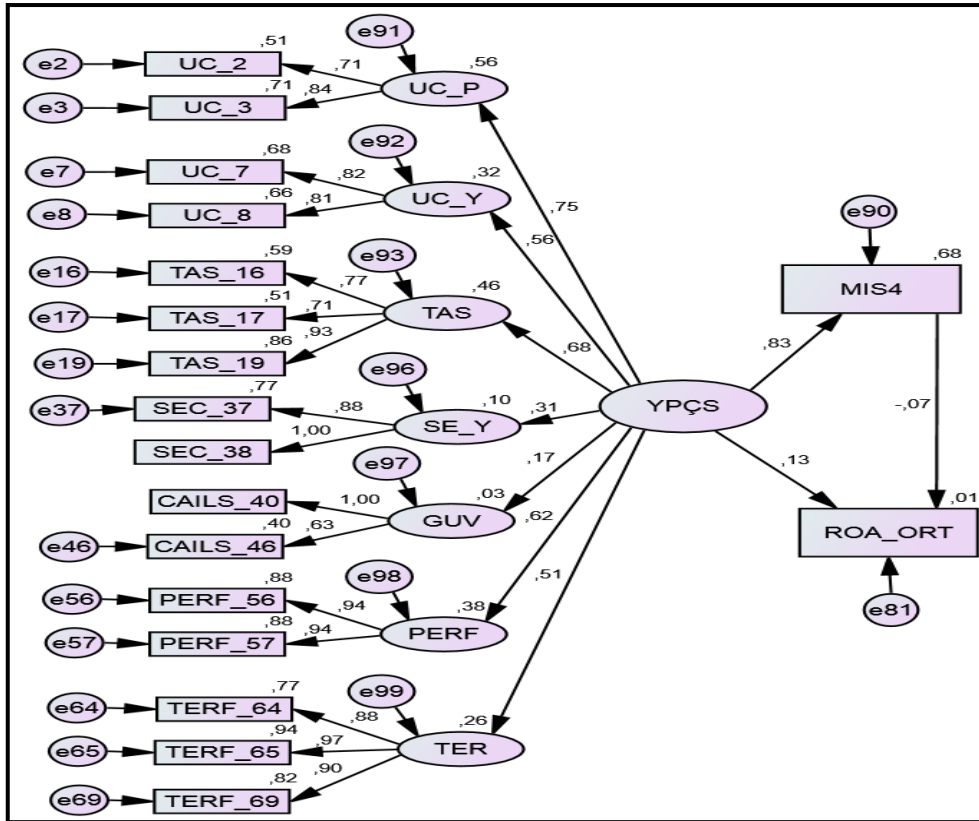 e91
,51
,56
e2
UC_2
,71
UC_P
,71
,84
e3
UC_3
e92
,68
,32
e7
UC_7
,82
UC_Y
,66
,81
e8
UC_8
,75
,56
e93
,59
,46
e16
TAS_16
,77
TAS
,51
,71
e17
TAS_17
,86
,93
e19
TAS_19
,68
e90
,68
MIS4
,83
e96
,77
,10
,31
e37
SEC_37
,88
SE_Y
YPÇS
1,00
SEC_38
-,07
e97
,17
,03
CAILS_40
1,00
GUV
,62
,40
,63
e46
CAILS_46
,13
,01
ROA_ORT
e81
,51
e98
,88
,38
e56
PERF_56
,94
PERF
,88
,94
e57
PERF_57
e99
,77
,26
e64
TERF_64
,88
TER
,94
,97
e65
TERF_65
,82
,90
e69
TERF_69